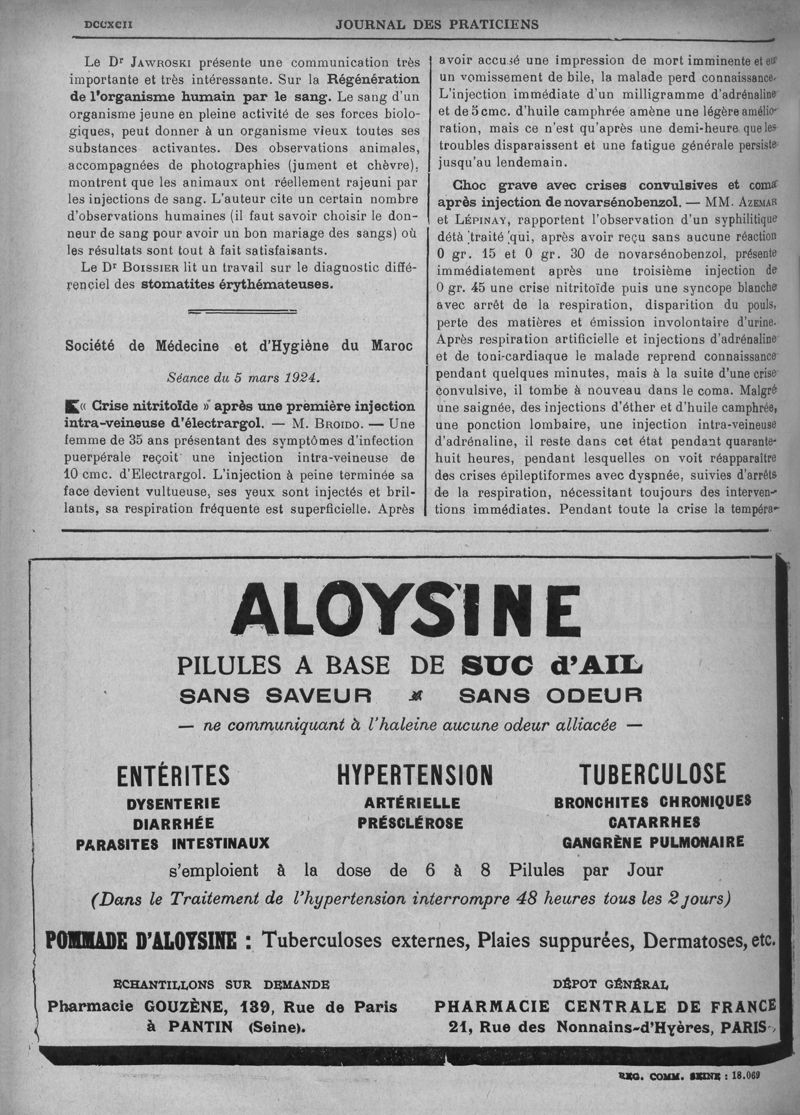 DCCXCII
JOURNAL DES PRATICIENS
Le Dr JAWROSKI présente une communication très
importante et très intéressante. Sur la Régénération
de l'organisme humain par le sang. Le sang d'un
organisme jeune en pleine activité de ses forces biolo-
giques, peut donner à un organisme vieux toutes ses
substances activantes. Des observations animales,
accompagnées de photographies (jument et chèvre),
montrent que les animaux ont réellement rajeuni par
les injections de sang. L'auteur cite un certain nombre
d'observations humaines (il faut savoir choisir le don-
neur de sang pour avoir un bon mariage des sangs) où
les résultats sont tout à fait satisfaisants.
Le Dr BOISSIER lit un travail sur le diagnostic diffé-
renciel des stomatites érythémateuses.
Société de Médecine et d'Hygiène du Maroc
Séance du 5 mars 1924.
« Crise nitritoïde » après une première injection
intra-veineuse d'électrargol. — M. BROIDO. — Une
femme de 35 ans présentant des symptômes d'infection
puerpérale reçoit une injection intra-veineuse de
10 cmc. d'Electrargol. L'injection à peine terminée sa
face devient vultueuse, ses yeux sont injectés et bril-
lants, sa respiration fréquente est superficielle. Après
avoir accusé une impression de mort imminente et eu
un vomissement de bile, la malade perd connaissance.
L'injection immédiate d'un milligramme d'adrénaline
et de 5 cmc. d'huile camphrée amène une légère amélio-
ration, mais ce n'est qu'après une demi-heure que les
troubles disparaissent et une fatigue générale persiste
jusqu'au lendemain.
Choc grave avec crises convulsives et coma
après injection de novarsénobenzol. — MM. AZEMAR
et LÉPINAY, rapportent l'observation d'un syphilitique
détà traité qui, après avoir reçu sans aucune réaction
0 gr. 15 et 0 gr. 30 de novarsénobenzol, présente
immédiatement après une troisième injection de
0 gr. 45 une crise nitritoïde puis une syncope blanche
avec arrêt de la respiration, disparition du pouls,
perte des matières et émission involontaire d'urine.
Après respiration artificielle et injections d'adrénaline
et de toni-cardiaque le malade reprend connaissance
pendant quelques minutes, mais à la suite d'une crise
convulsive, il tombe à nouveau dans le coma. Malgré
une saignée, des injections d'éther et d'huile camphrée,
une ponction lombaire, une injection intra-veineuse
d'adrénaline, il reste dans cet état pendant quarante-
huit heures, pendant lesquelles on voit réapparaître
des crises épileptiformes avec dyspnée, suivies d'arrêts
de la respiration, nécessitant toujours des interven-
tions immédiates. Pendant toute la crise la tempéra-
ALOYSINE
PILULES A BASE DE SUC d'AIL
SANS SAVEUR SANS ODEUR
— ne communiquant à l'haleine aucune odeur alliacée —
ENTÉRITES
DYSENTERIE
DIARRHÉE
PARASITES INTESTINAUX
HYPERTENSION
ARTÉRIELLE
PRÉSCLÉROSE
TUBERCULOSE
BRONCHITES CHRONIQUES
CATARRHES
GANGRÈNE PULMONAIRE
s'emploient à la dose de 6 à 8 Pilules par Jour
(Dans le Traitement de l'hypertension interrompre 48 heures tous les 2 jours)
POMMADE D'ALOYSINE : Tuberculoses externes, Plaies suppurées, Dermatoses, etc.
ECHANTILLONS SUR DEMANDE
Pharmacie GOUZÈNE, 139, Rue de Paris
à PANTIN (Seine).
DÉPOT GÉNÉRAL
PHARMACIE CENTRALE DE FRANCE
21, Rue des Nonnains-d'Hyères, PARIS
REG. COMM. SEINE : 18.069